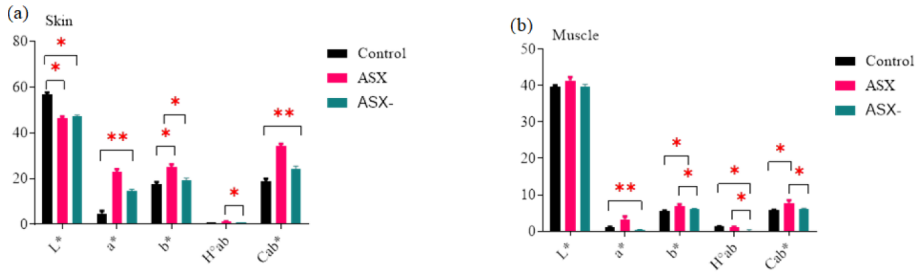 (a)
Skin
80
60
40
20
0
L*
a*
b*
H°ab
Cab*
* * ** * * * **
Control
ASX
ASX-
(b)
Muscle
50
40
30
20
10
0
L*
a*
b*
H°ab
Cab*
** * * * * * *
Control
ASX
ASX-